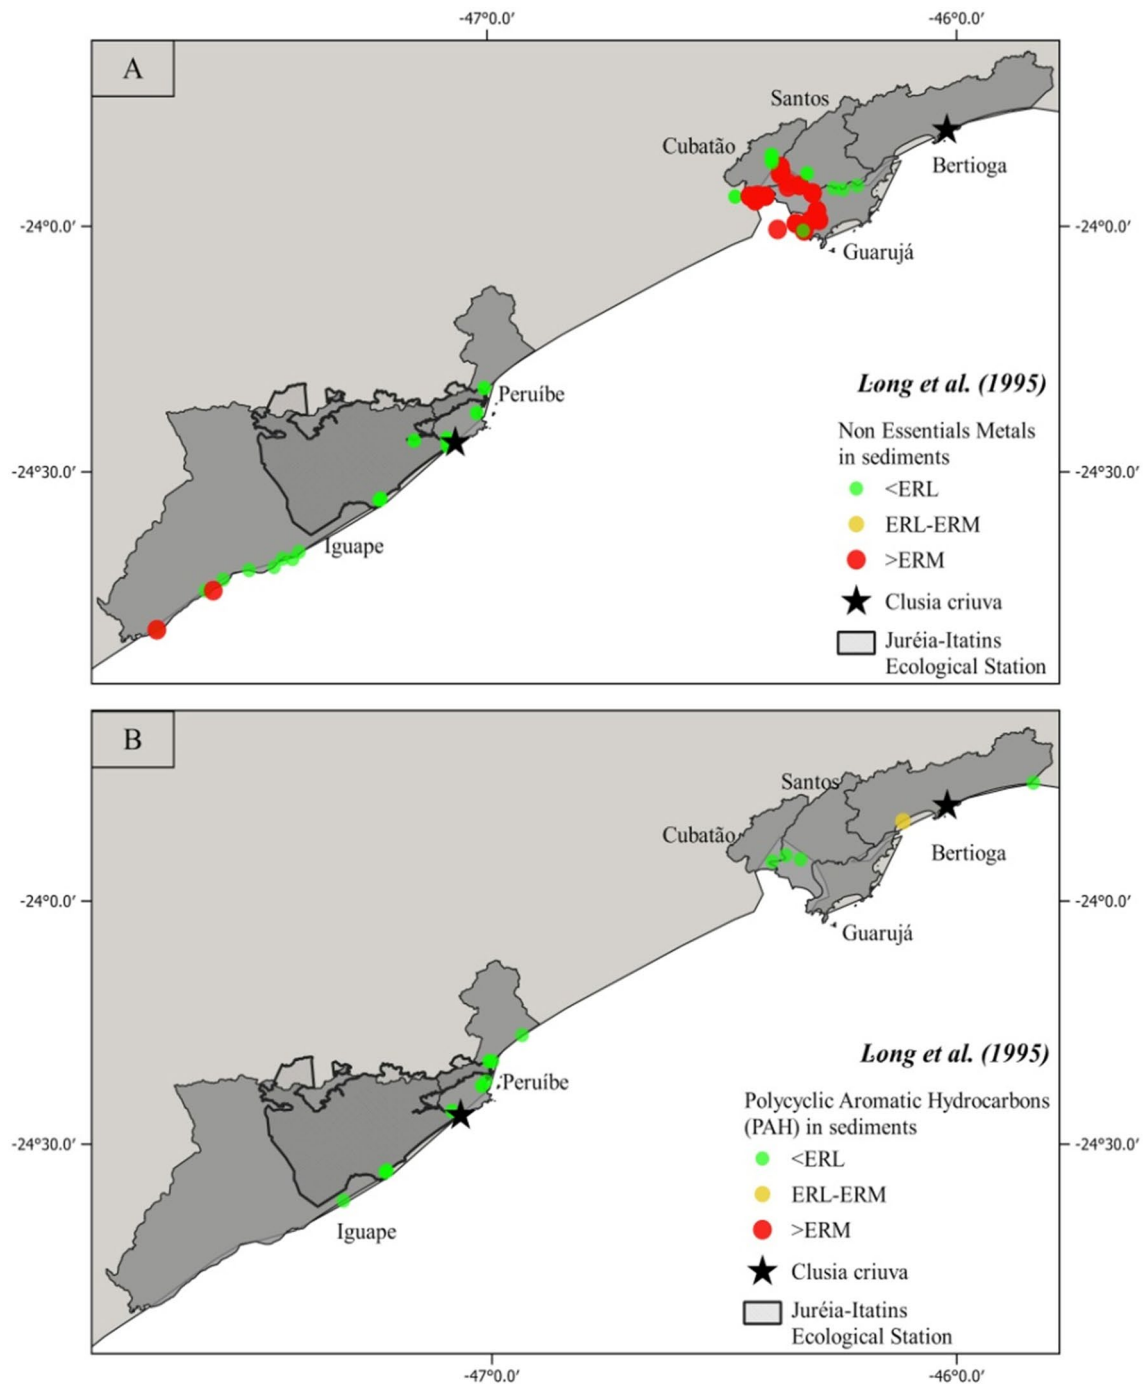 -47°0.0′
-46°0.0′
A
Santos
Cubatão
Bertioga
-24°0.0′
-24°0.0′
Guarujá
Long et al. (1995)
Peruíbe
Non Essentials Metals
in sediments
-24°30.0′
-24°30.0′
<ERL
ERL-ERM
Iguape
>ERM
Clusia criuva
Juréia-Itatins
Ecological Station
B
Santos
Cubatão
Bertioga
-24°0.0′
-24°0.0′
Guarujá
Long et al. (1995)
Peruíbe
Polycyclic Aromatic Hydrocarbons
(PAH) in sediments
-24°30.0′
-24°30.0′
<ERL
ERL-ERM
Iguape
>ERM
Clusia criuva
Juréia-Itatins
Ecological Station
-47°0.0′
-46°0.0′